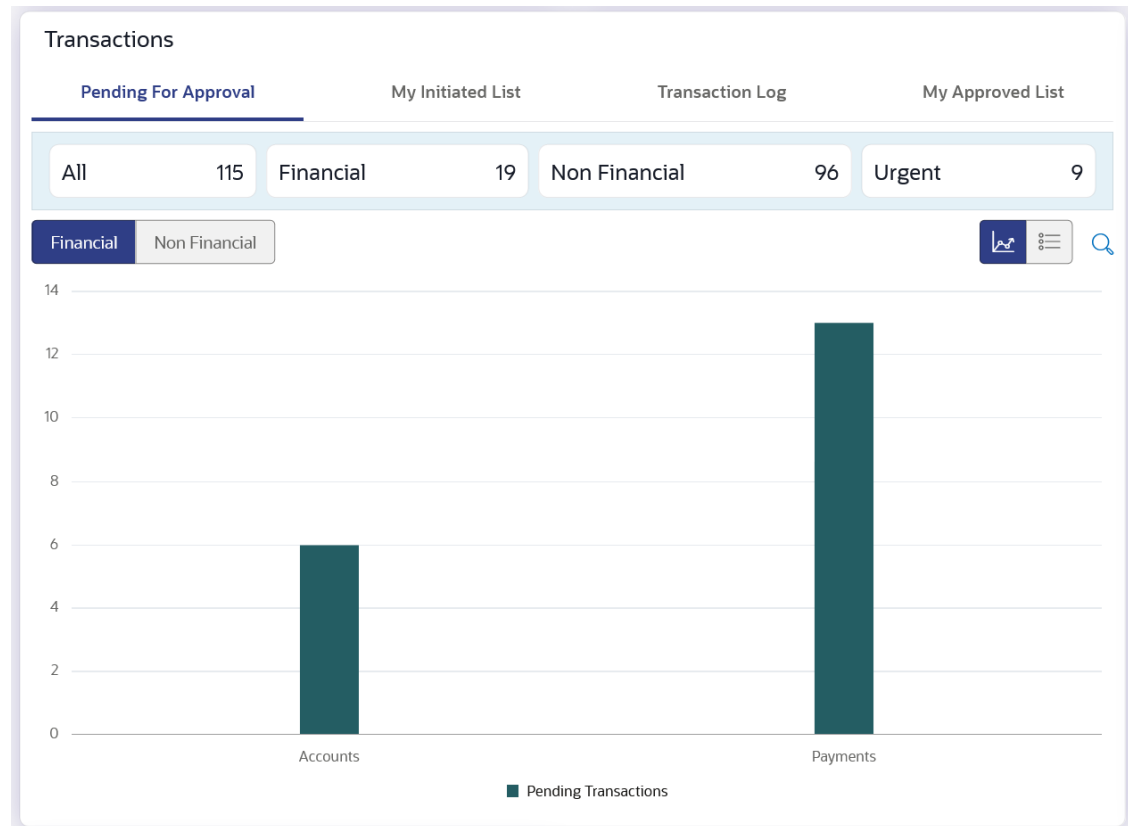 Transactions
Pending For Approval My Initiated List Transaction Log My Approved List
All 115 Financial 19 Non Financial 96 Urgent 9
Financial Non Financial
14
12
10
8
6
4
2
0
Accounts Payments
Pending Transactions